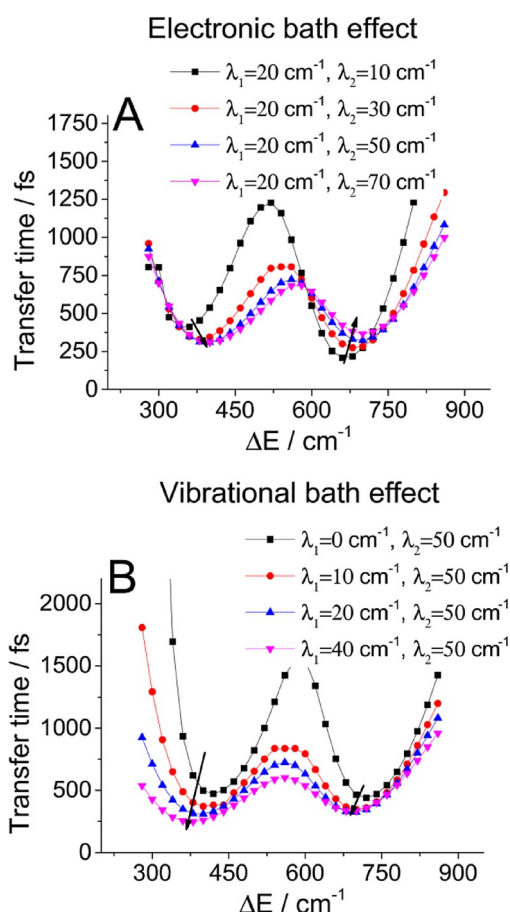 Electronic bath effect
A
λ₁=20 cm⁻¹, λ₂=10 cm⁻¹
λ₁=20 cm⁻¹, λ₂=30 cm⁻¹
λ₁=20 cm⁻¹, λ₂=50 cm⁻¹
λ₁=20 cm⁻¹, λ₂=70 cm⁻¹
Transfer time / fs
1750
1500
1250
1000
750
500
250
0
300 450 600 750 900
ΔE / cm⁻¹
Vibrational bath effect
B
λ₁=0 cm⁻¹, λ₂=50 cm⁻¹
λ₁=10 cm⁻¹, λ₂=50 cm⁻¹
λ₁=20 cm⁻¹, λ₂=50 cm⁻¹
λ₁=40 cm⁻¹, λ₂=50 cm⁻¹
Transfer time / fs
2000
1500
1000
500
0
300 450 600 750 900
ΔE / cm⁻¹